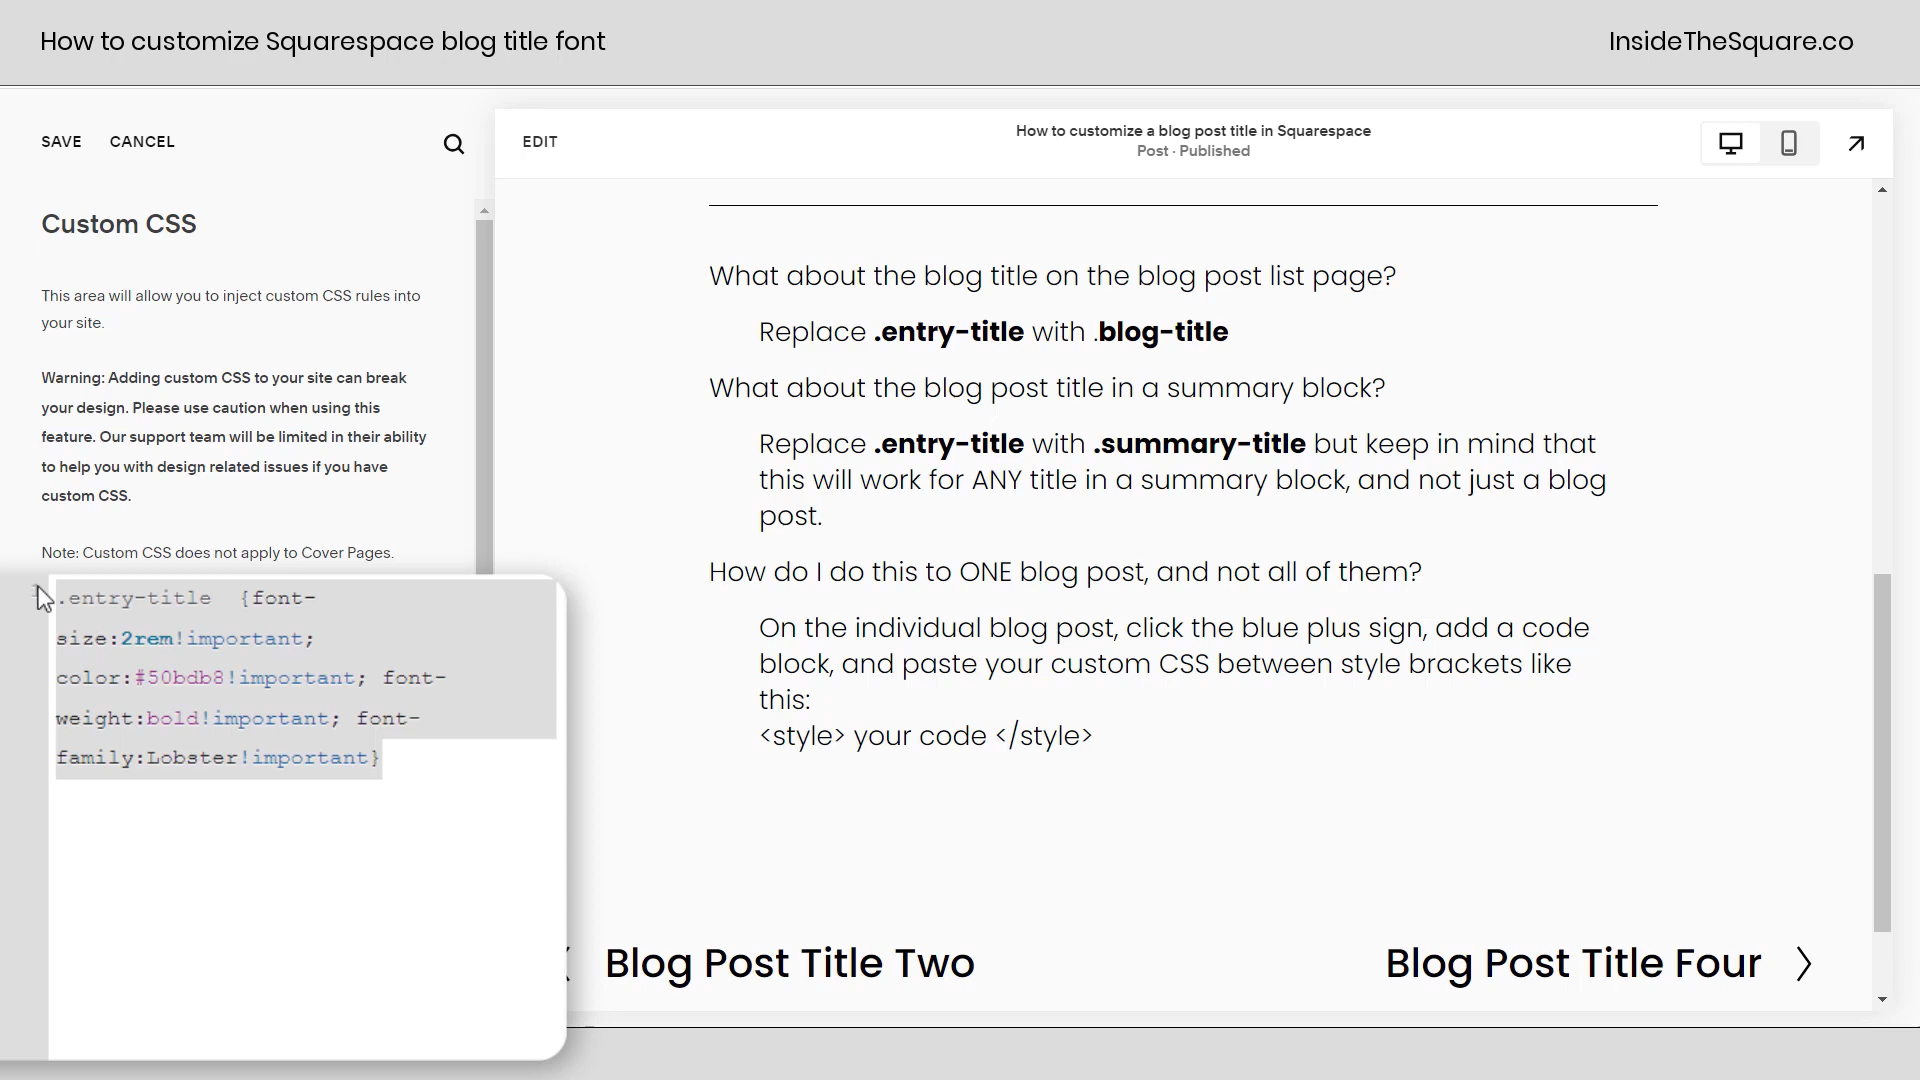 How to customize Squarespace blog title font
InsideTheSquare.co
SAVE CANCEL
Custom CSS
This area will allow you to inject custom CSS rules into
your site.
Warning: Adding custom CSS to your site can break
your design. Please use caution when using this
feature. Our support team will be limited in their ability
to help you with design related issues if you have
custom CSS.
Note: Custom CSS does not apply to Cover Pages.
.entry-title  {font-
size:2rem!important;
color:#50bdb8!important; font-
weight:bold!important; font-
family:Lobster!important}
EDIT
How to customize a blog post title in Squarespace
Post · Published
What about the blog title on the blog post list page?
Replace .entry-title with .blog-title
What about the blog post title in a summary block?
Replace .entry-title with .summary-title but keep in mind that
this will work for ANY title in a summary block, and not just a blog
post.
How do I do this to ONE blog post, and not all of them?
On the individual blog post, click the blue plus sign, add a code
block, and paste your custom CSS between style brackets like
this:
<style> your code </style>
Blog Post Title Two
Blog Post Title Four